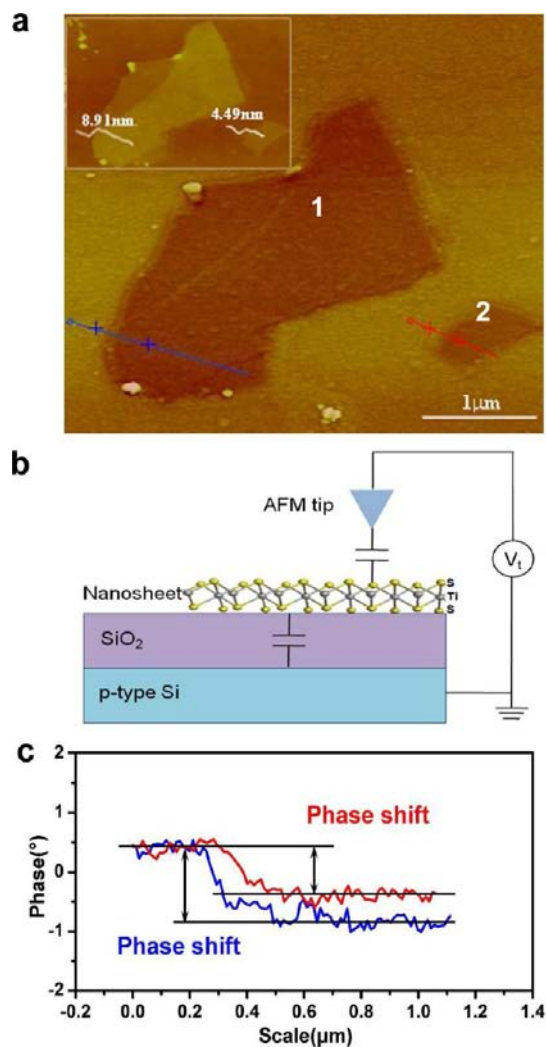 a
8.91nm
4.49nm
1
2
1μm
b
AFM tip
Vt
Nanosheet
S
Ti
S
SiO2
p-type Si
c
2
1
0
-1
-2
Phase(°)
Phase shift
Phase shift
-0.2 0.0 0.2 0.4 0.6 0.8 1.0 1.2 1.4
Scale(μm)